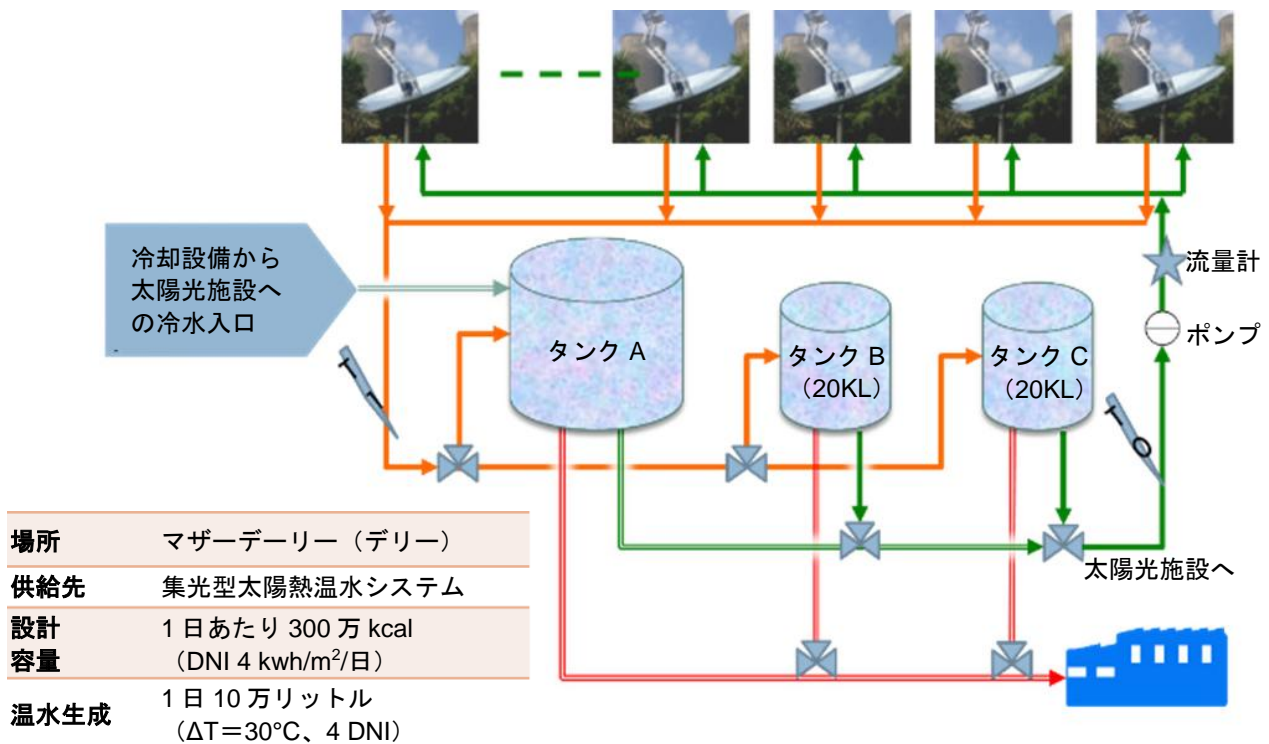 冷却設備から
太陽光施設へ
の冷水入口
タンク A
タンク B
（20KL）
タンク C
（20KL）
流量計
ポンプ
T I
T O
太陽光施設へ
場所 マザーデーリー（デリー）
供給先 集光型太陽熱温水システム
設計 1 日あたり 300 万 kcal
容量 （DNI 4 kwh/m²/日）
温水生成 1 日 10 万リットル
（ΔT＝30°C、4 DNI）